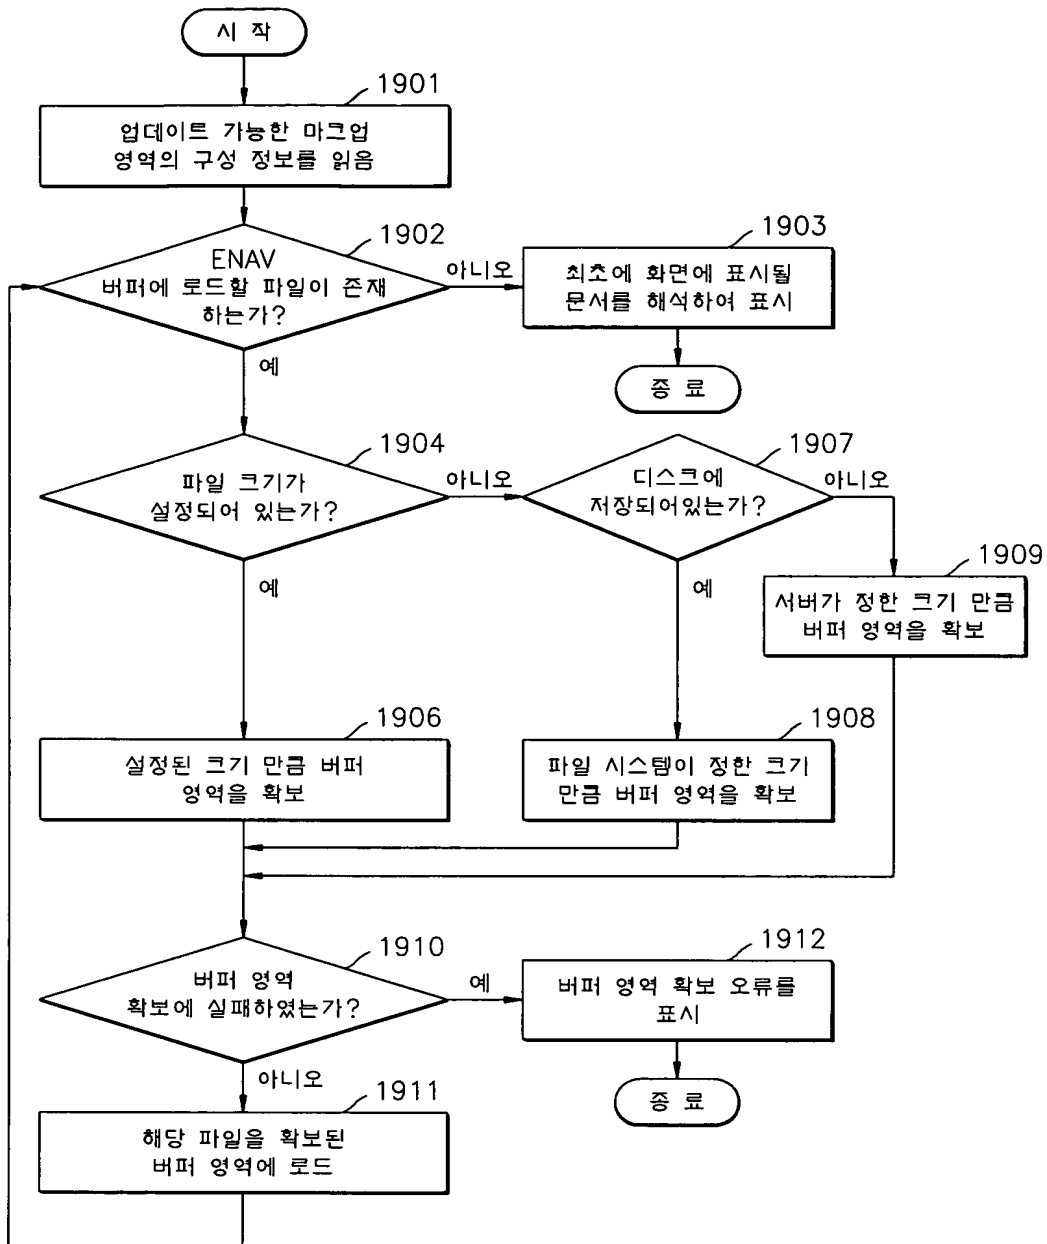 시 작
1901
업데이트 가능한 마크업
영역의 구성 정보를 읽음
1902
ENAV
버퍼에 로드할 파일이 존재
하는가?
아니오
1903
최초에 화면에 표시될
문서를 해석하여 표시
종 료
예
1904
파일 크기가
설정되어 있는가?
아니오
1907
디스크에
저장되어있는가?
아니오
예
예
1909
서버가 정한 크기 만큼
버퍼 영역을 확보
1906
설정된 크기 만큼 버퍼
영역을 확보
1908
파일 시스템이 정한 크기
만큼 버퍼 영역을 확보
1910
버퍼 영역
확보에 실패하였는가?
예
1912
버퍼 영역 확보 오류를
표시
종 료
아니오
1911
해당 파일을 확보된
버퍼 영역에 로드